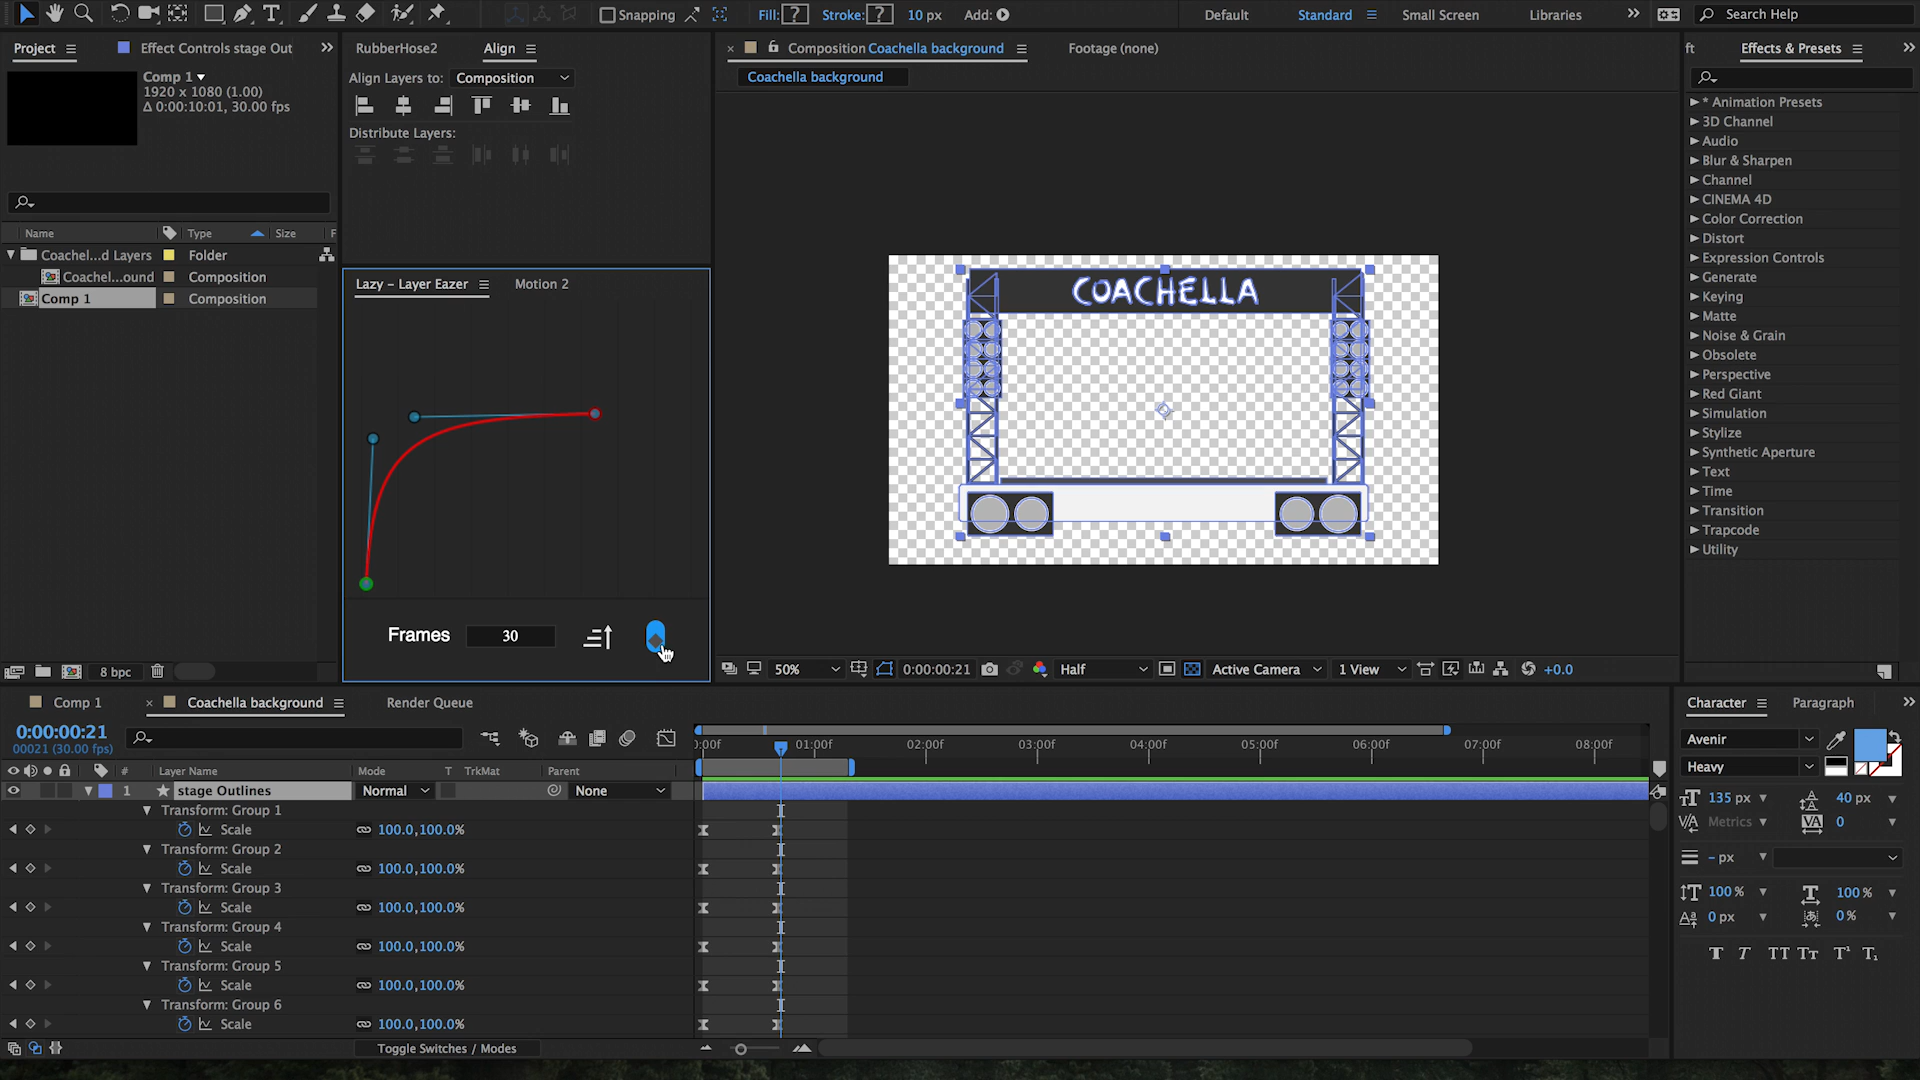 Snapping
Fill: ? Stroke: ? 10 px Add:
Default Standard Small Screen Libraries Search Help
Project Effect Controls stage Out
Comp 1
1920 x 1080 (1.00)
Δ 0:00:10:01, 30.00 fps
Name Type Size F
Coachel...d Layers Folder
Coachel...ound Composition
Comp 1 Composition
8 bpc
RubberHose2 Align
Align Layers to: Composition
Distribute Layers:
Lazy – Layer Eazer Motion 2
Frames 30
Composition Coachella background Footage (none)
Coachella background
COACHELLA
50% 0:00:00:21 Half Active Camera 1 View +0.0
ft Effects & Presets
* Animation Presets
3D Channel
Audio
Blur & Sharpen
Channel
CINEMA 4D
Color Correction
Distort
Expression Controls
Generate
Keying
Matte
Noise & Grain
Obsolete
Perspective
Red Giant
Simulation
Stylize
Synthetic Aperture
Text
Time
Transition
Trapcode
Utility
Comp 1 Coachella background Render Queue
0:00:00:21
00021 (30.00 fps)
):00f 01:00f 02:00f 03:00f 04:00f 05:00f 06:00f 07:00f 08:00f
# Layer Name Mode T TrkMat Parent
1 stage Outlines Normal None
Transform: Group 1
Scale 100.0,100.0%
Transform: Group 2
Scale 100.0,100.0%
Transform: Group 3
Scale 100.0,100.0%
Transform: Group 4
Scale 100.0,100.0%
Transform: Group 5
Scale 100.0,100.0%
Transform: Group 6
Scale 100.0,100.0%
Toggle Switches / Modes
Character Paragraph
Avenir
Heavy
135 px 40 px
Metrics 0
– px
100 % 100 %
0 px 0 %
T T TT Tт T¹ T₁